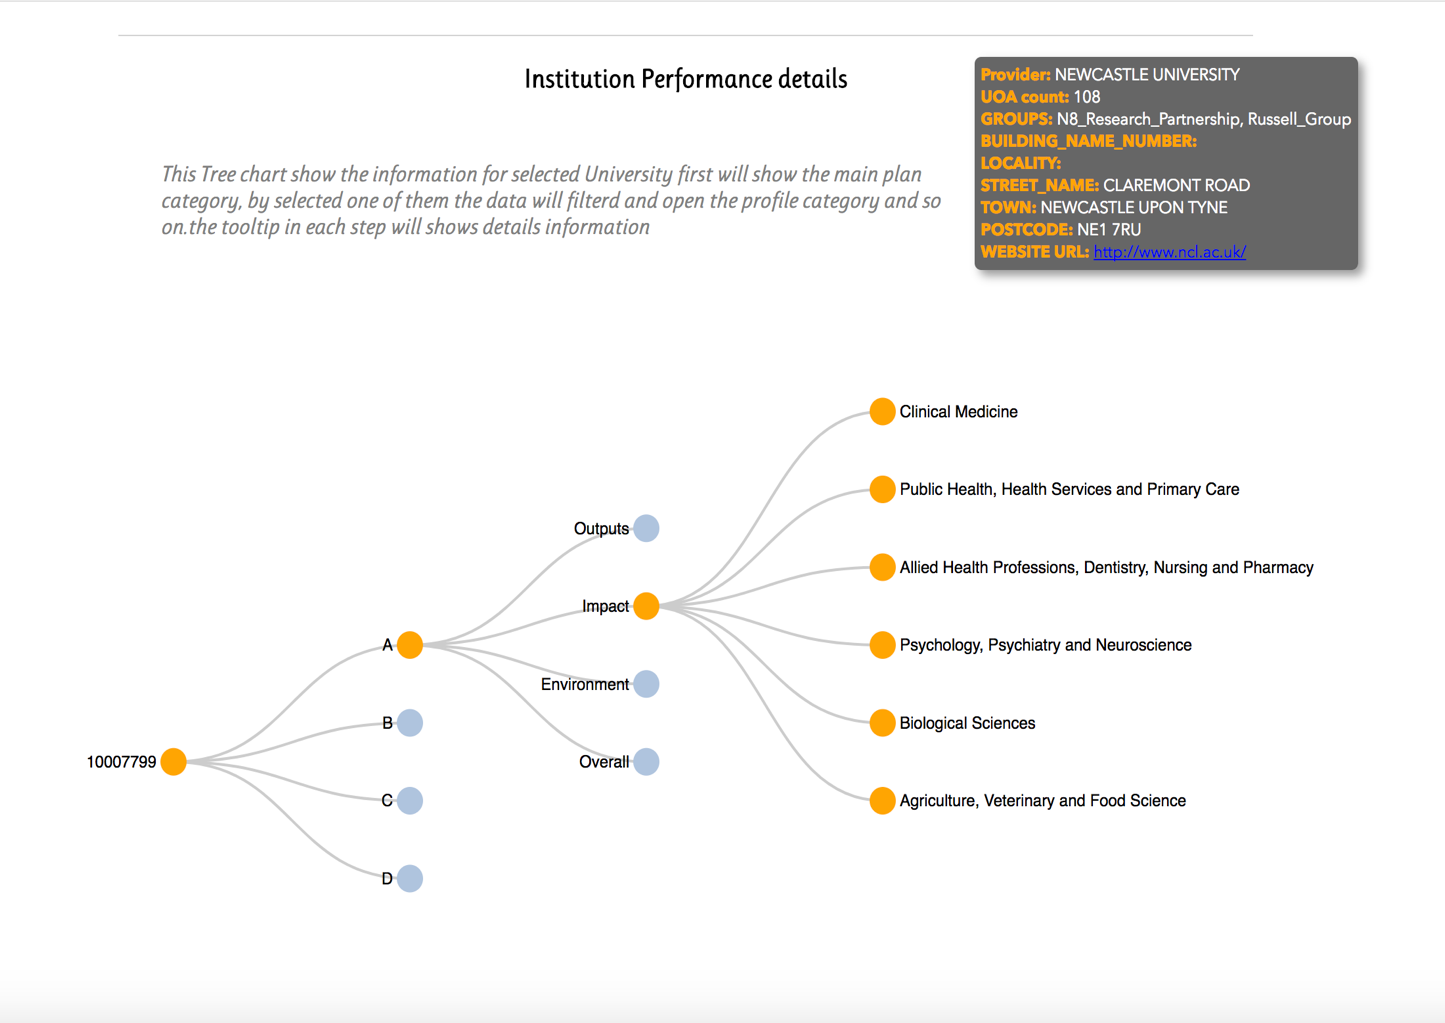 Institution Performance details
Provider: NEWCASTLE UNIVERSITY
UOA count: 108
GROUPS: N8_Research_Partnership, Russell_Group
BUILDING_NAME_NUMBER:
LOCALITY:
STREET_NAME: CLAREMONT ROAD
TOWN: NEWCASTLE UPON TYNE
POSTCODE: NE1 7RU
WEBSITE URL: http://www.ncl.ac.uk/
This Tree chart show the information for selected University first will show the main plan
category, by selected one of them the data will filterd and open the profile category and so
on.the tooltip in each step will shows details information
10007799
A
B
C
D
Outputs
Impact
Environment
Overall
Clinical Medicine
Public Health, Health Services and Primary Care
Allied Health Professions, Dentistry, Nursing and Pharmacy
Psychology, Psychiatry and Neuroscience
Biological Sciences
Agriculture, Veterinary and Food Science